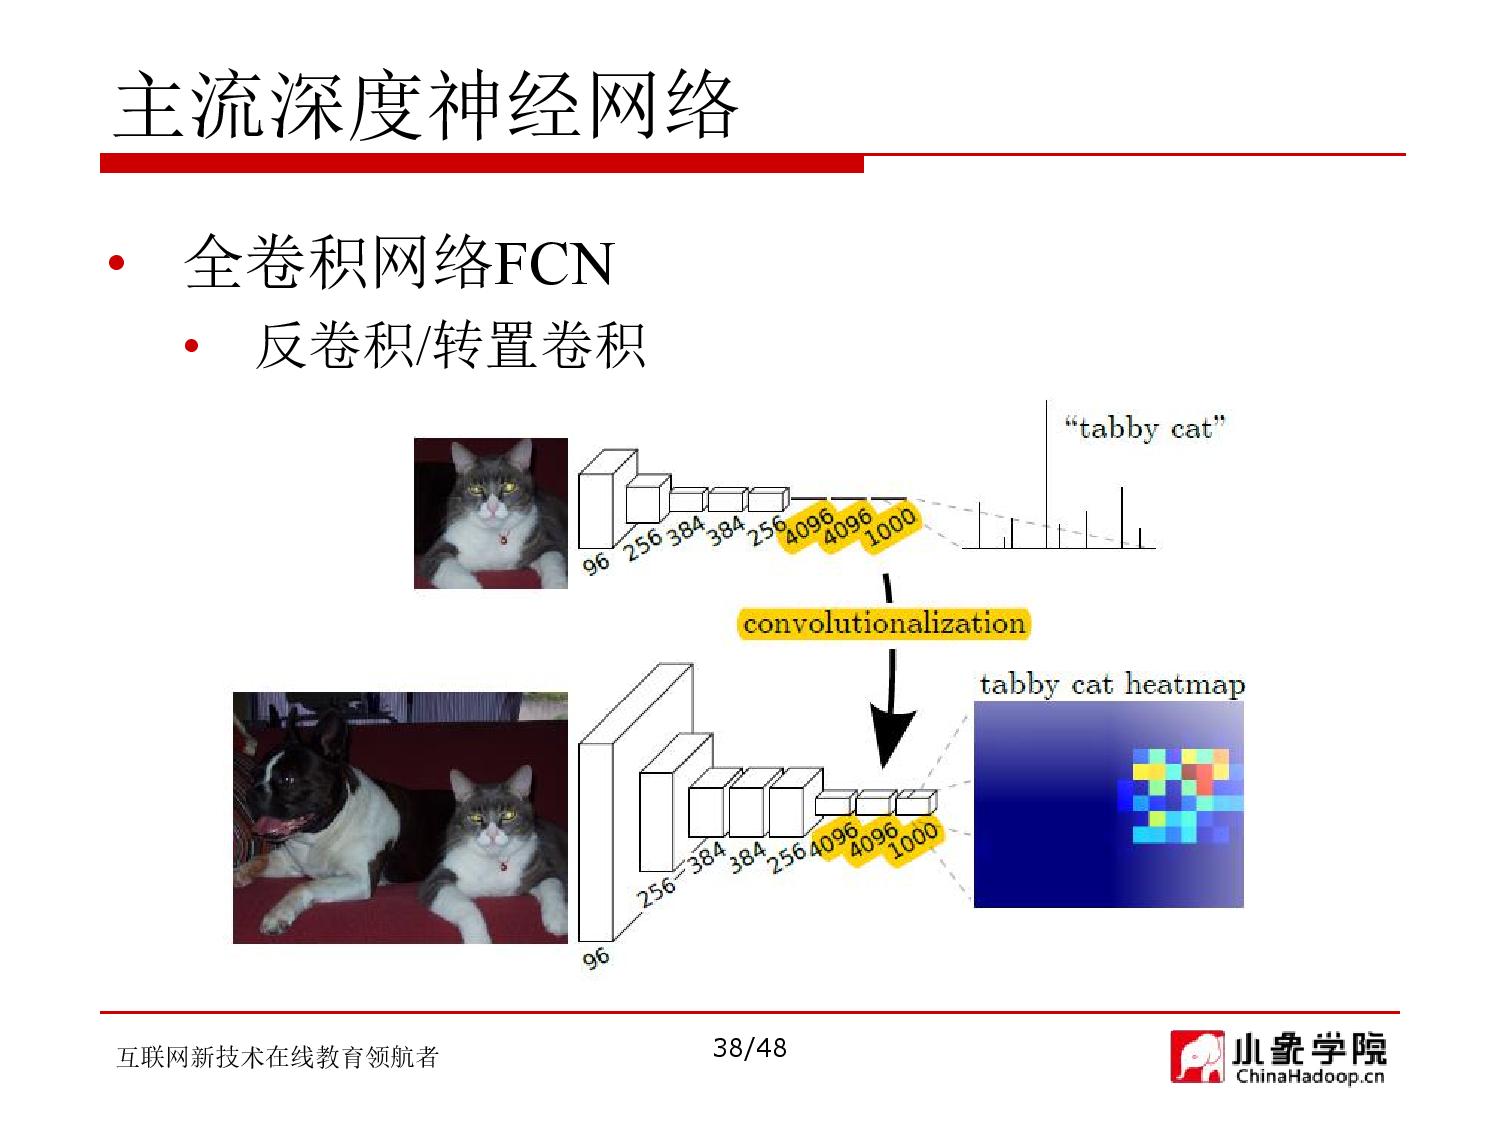 主流深度神经网络
• 全卷积网络FCN
• 反卷积/转置卷积
“tabby cat”
96 256 384 384 256 4096 4096 1000
convolutionalization
tabby cat heatmap
96 256 384 384 256 4096 4096 1000
互联网新技术在线教育领航者
38/48
小象学院
ChinaHadoop.cn